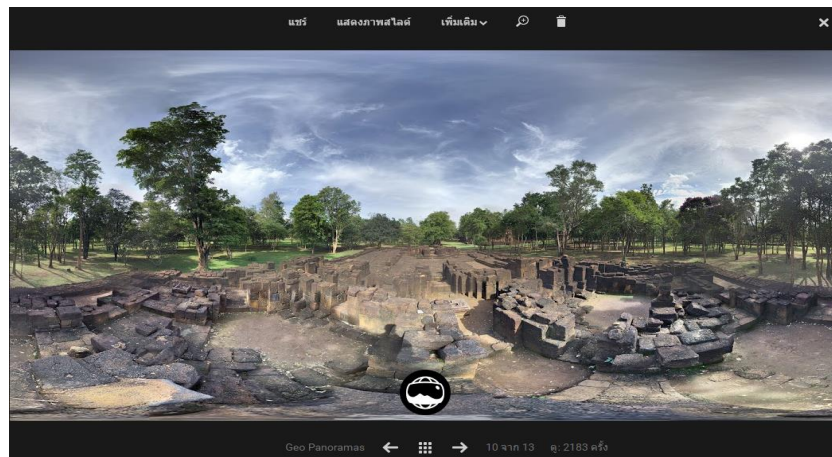 แชร์ แสดงภาพสไลด์ เพิ่มเติม
Geo Panoramas 10 จาก 13 ดู: 2183 ครั้ง